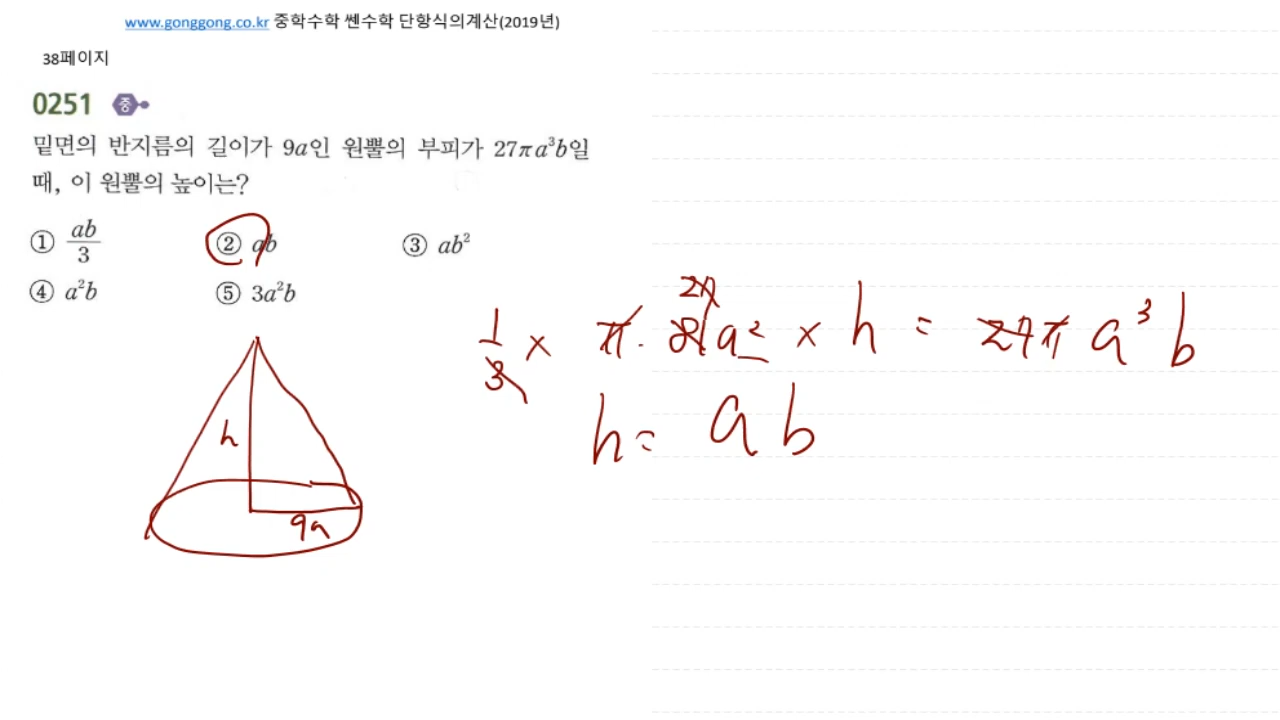 www.gonggong.co.kr 중학수학 쎈수학 단항식의계산(2019년)
38페이지
0251 중
밑면의 반지름의 길이가 9a인 원뿔의 부피가 27πa³b일
때, 이 원뿔의 높이는?
① ab/3 ② ab ③ ab²
④ a²b ⑤ 3a²b
27
1/3 × π · 81a² × h = 27π a³ b
h = ab
h
9a